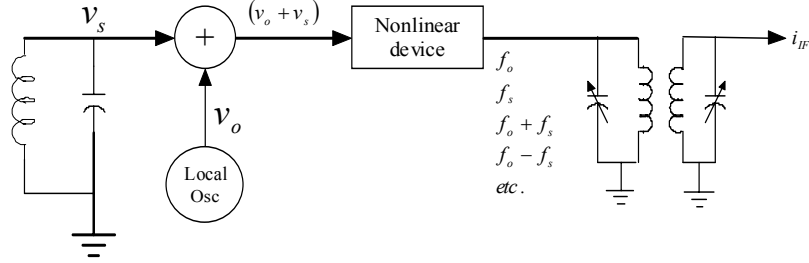 v_s
+
(v_o + v_s)
Nonlinear
device
i_IF
v_o
Local
Osc
f_o
f_s
f_o + f_s
f_o − f_s
etc.